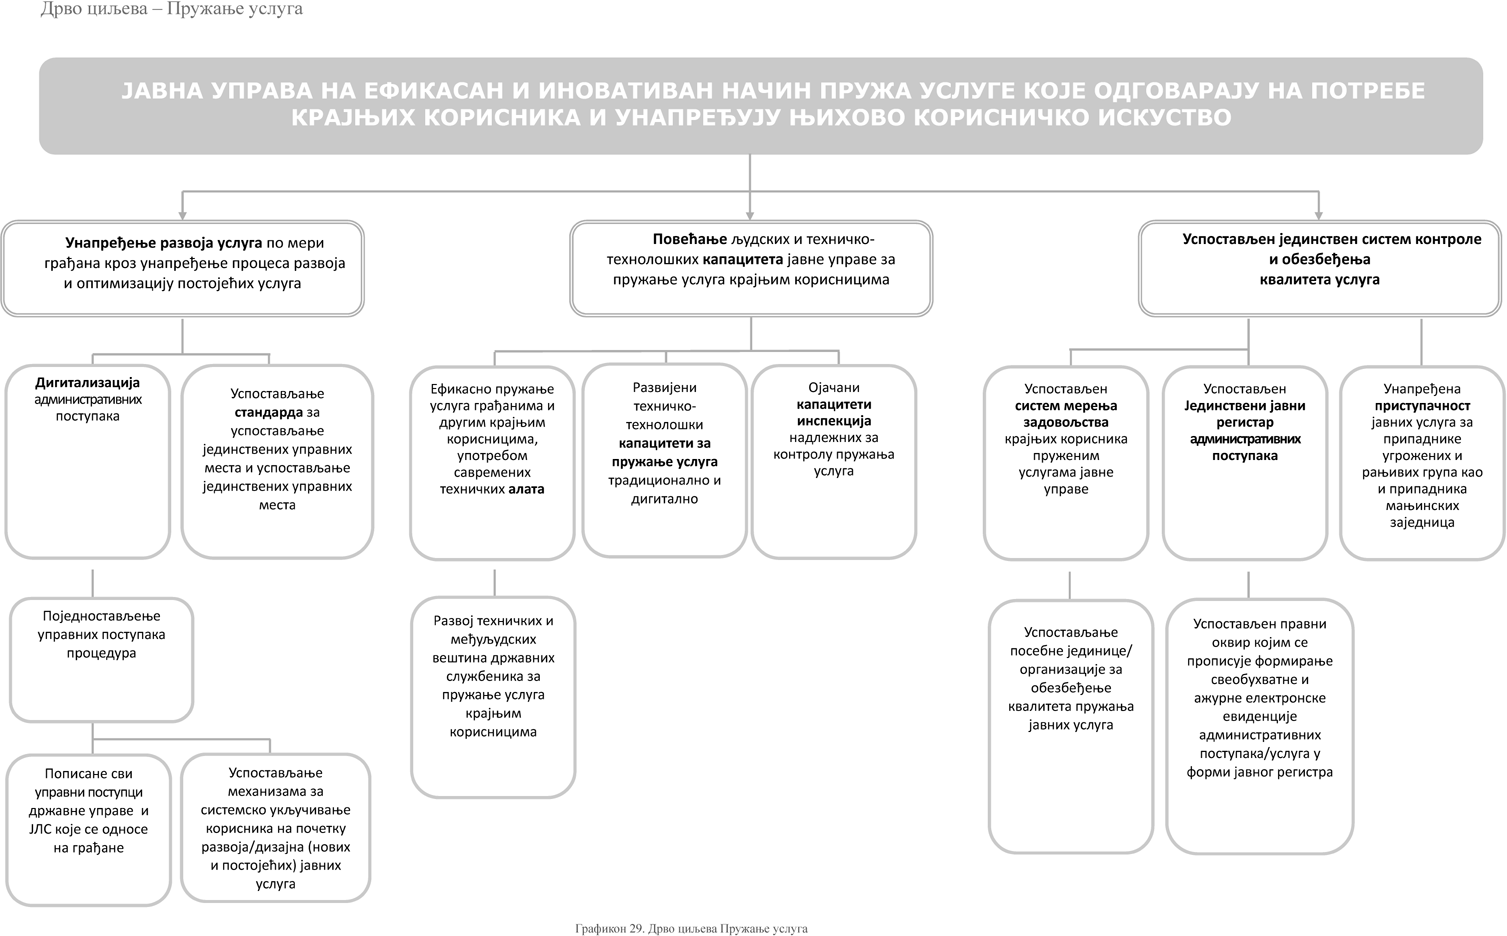 Дрво циљева – Пружање услуга
ЈАВНА УПРАВА НА ЕФИКАСАН И ИНОВАТИВАН НАЧИН ПРУЖА УСЛУГЕ КОЈЕ ОДГОВАРАЈУ НА ПОТРЕБЕ
КРАЈЊИХ КОРИСНИКА И УНАПРЕЂУЈУ ЊИХОВО КОРИСНИЧКО ИСКУСТВО
Унапређење развоја услуга по мери
грађана кроз унапређење процеса развоја
и оптимизацију постојећих услуга
Повећање људских и техничко-
технолошких капацитета јавне управе за
пружање услуга крајњим корисницима
Успостављен јединствен систем контроле
и обезбеђења
квалитета услуга
Дигитализација
административних
поступака
Успостављање
стандарда за
успостављање
јединствених управних
места и успостављање
јединствених управних
места
Ефикасно пружање
услуга грађанима и
другим крајњим
корисницима,
употребом
савремених
техничких алата
Развијени
техничко-
технолошки
капацитети за
пружање услуга
традиционално и
дигитално
Ојачани
капацитети
инспекција
надлежних за
контролу пружања
услуга
Успостављен
систем мерења
задовољства
крајњих корисника
пруженим
услугама јавне
управе
Успостављен
Јединствени јавни
регистар
административних
поступака
Унапређена
приступачност
јавних услуга за
припаднике
угрожених и
рањивих група као
и припадника
мањинских
заједница
Поједностављење
управних поступака
процедура
Развој техничких и
међуљудских
вештина државних
службеника за
пружање услуга
крајњим
корисницима
Успостављање
посебне јединице/
организације за
обезбеђење
квалитета пружања
јавних услуга
Успостављен правни
оквир којим се
прописује формирање
свеобухватне и
ажурне електронске
евиденције
административних
поступака/услуга у
форми јавног регистра
Пописане сви
управни поступци
државне управе и
ЈЛС које се односе
на грађане
Успостављање
механизама за
системско укључивање
корисника на почетку
развоја/дизајна (нових
и постојећих) јавних
услуга
Графикон 29. Дрво циљева Пружање услуга